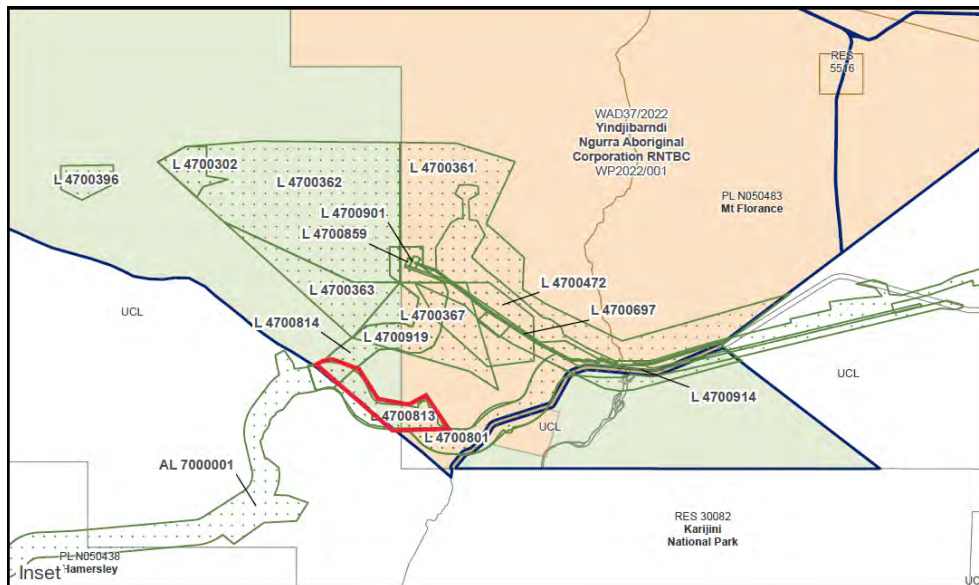 RES
5516
WAD37/2022
Yindjibarndi
Ngurra Aboriginal
Corporation RNTBC
WP2022/001
L 4700302
L 4700361
L 4700396
L 4700362
PL N050483
Mt Florance
L 4700901
L 4700859
L 4700472
L 4700363
UCL
L 4700367
L 4700697
L 4700814
L 4700919
UCL
L 4700914
L 4700813
UCL
L 4700801
AL 7000001
RES 30082
Karijini
National Park
PL N050438
Hamersley
Inset
UC